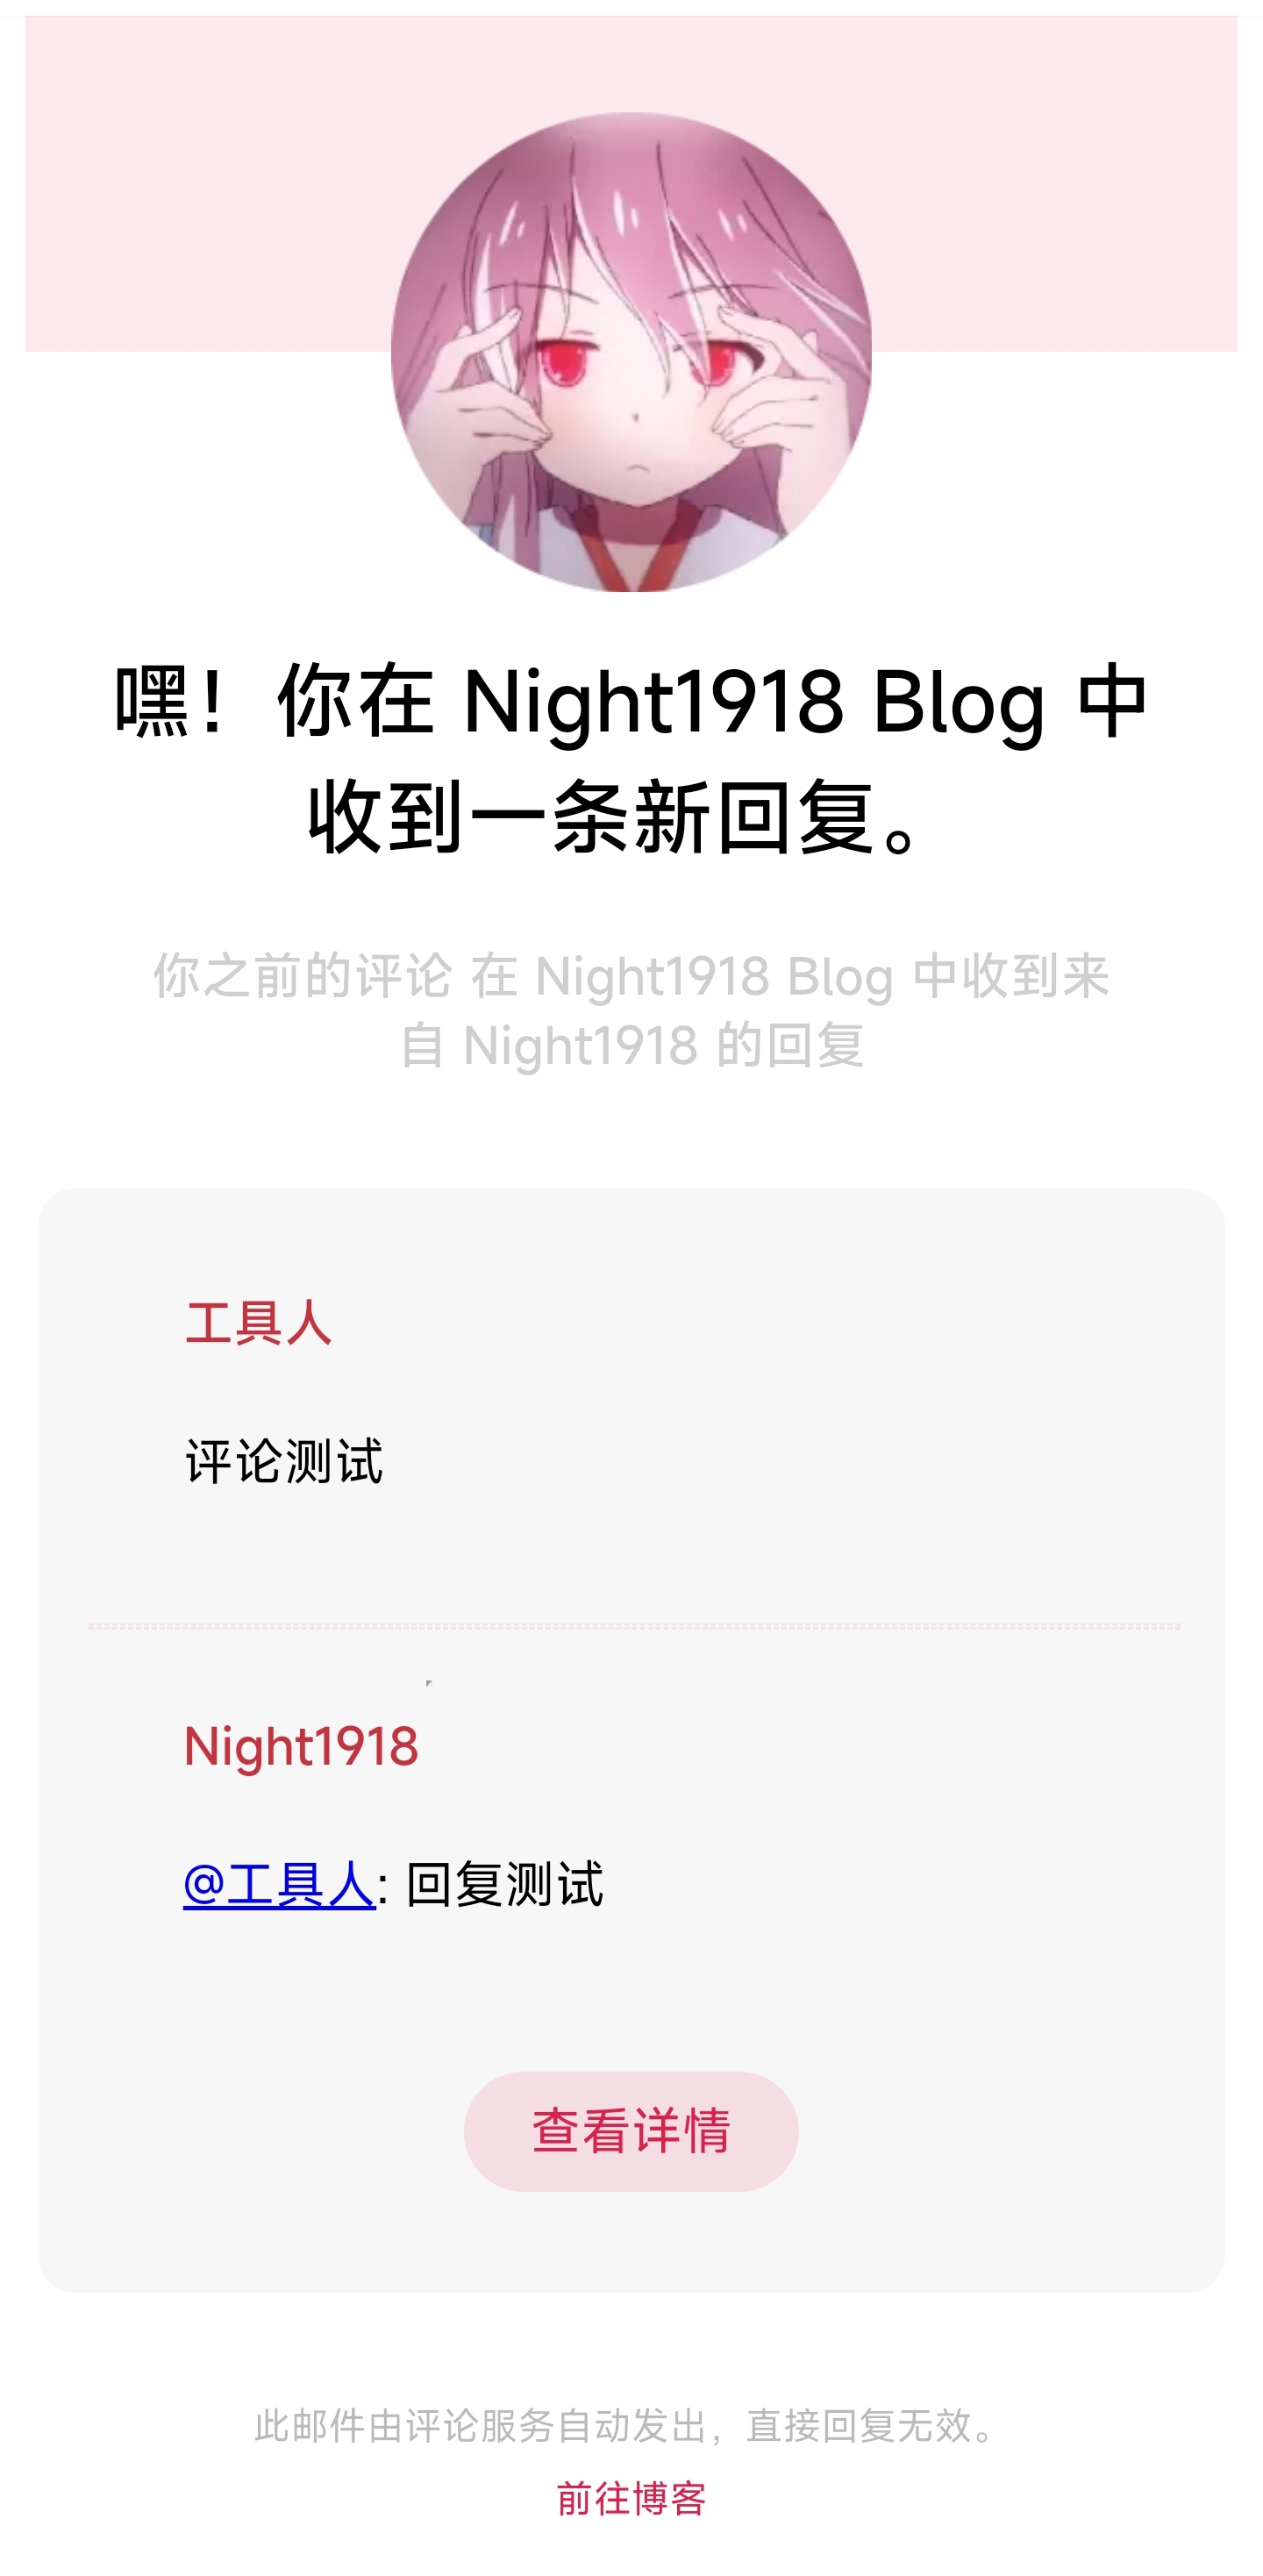 嘿！你在 Night1918 Blog 中
收到一条新回复。
你之前的评论 在 Night1918 Blog 中收到来
自 Night1918 的回复
工具人
评论测试
Night1918
@工具人: 回复测试
查看详情
此邮件由评论服务自动发出，直接回复无效。
前往博客